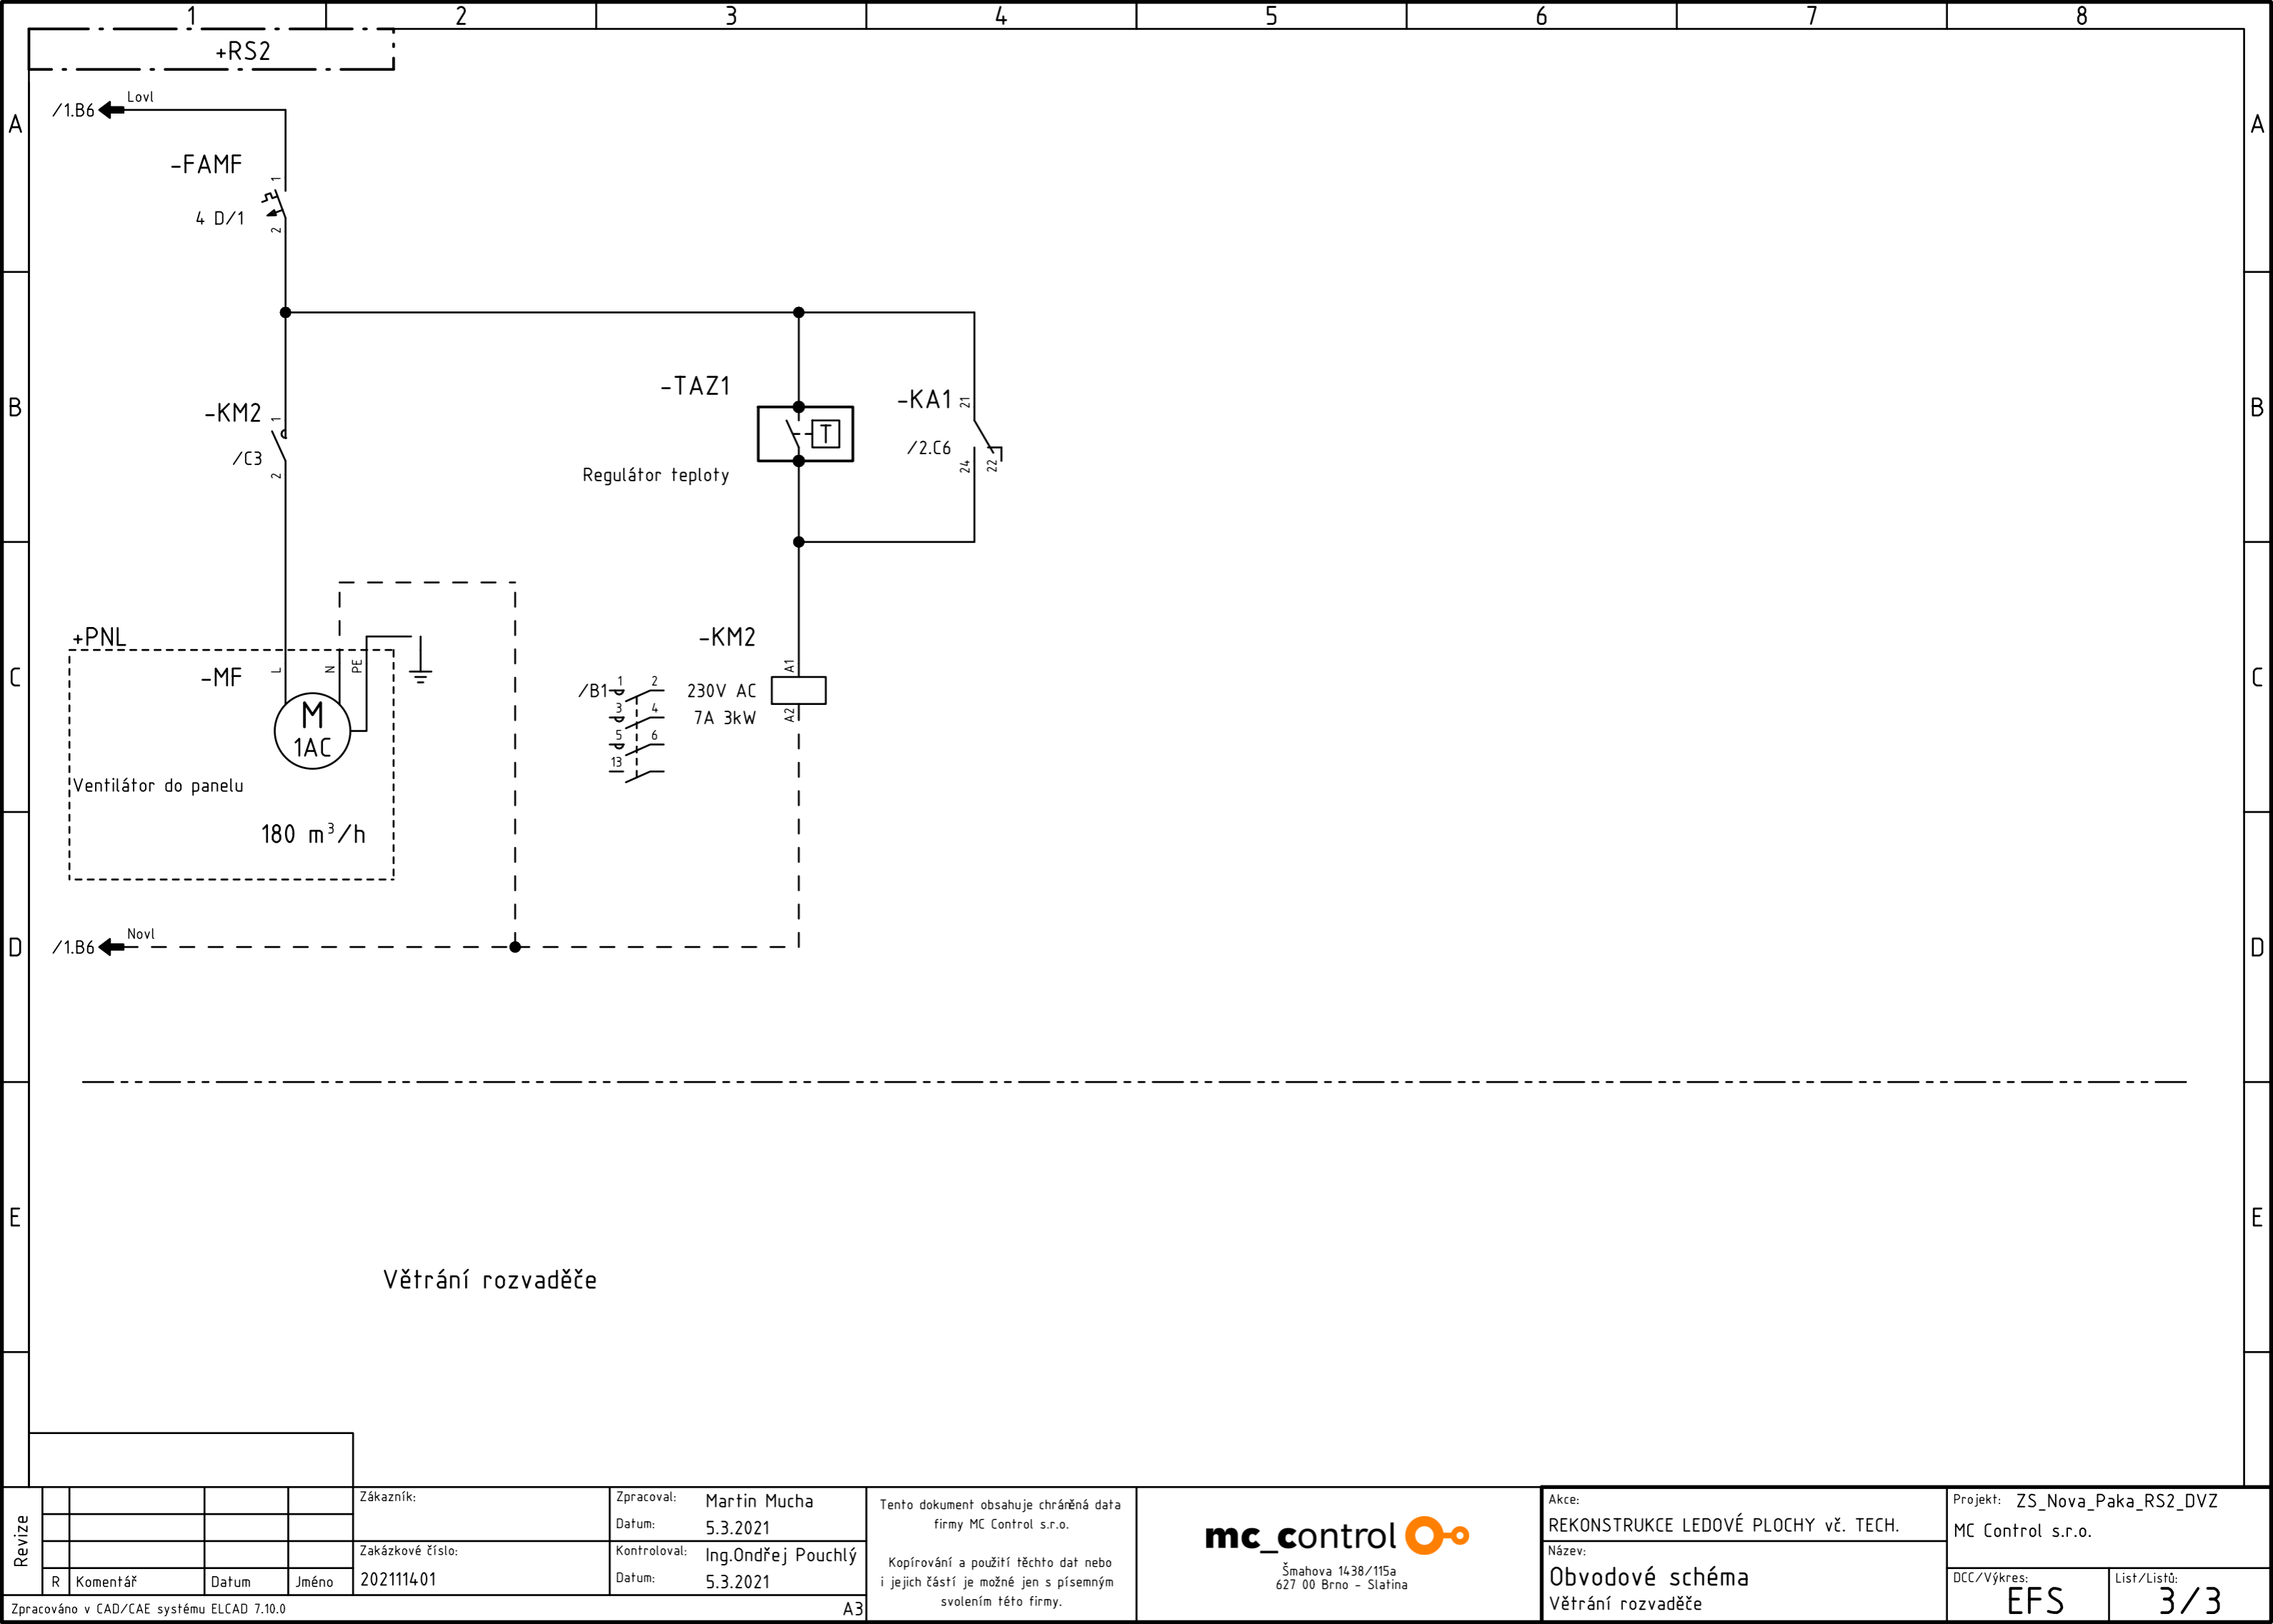 1 2 3 4 5 6 7 8
+RS2
/1.B6 Lovl
A A
-FAMF
1
4 D/1
2
-TAZ1
B B
-KM2 1
-KA1 21
T
/C3
2
/2.C6
24 22
Regulátor teploty
+PNL
-KM2
C C
-MF L N PE
A1
/B1 1 2 230V AC
3 4 7A 3kW
A2
5 6
13
M
1AC
Ventilátor do panelu
180 m³/h
Novl
D /1.B6 D
E E
Větrání rozvaděče
Revize
R Komentář Datum Jméno
Zákazník:
Zakázkové číslo:
202111401
Zpracoval: Martin Mucha
Datum: 5.3.2021
Kontroloval: Ing.Ondřej Pouchlý
Datum: 5.3.2021
Zpracováno v CAD/CAE systému ELCAD 7.10.0
A3
Tento dokument obsahuje chráněná data
firmy MC Control s.r.o.
Kopírování a použití těchto dat nebo
i jejich částí je možné jen s písemným
svolením této firmy.
mc_control
Šmahova 1438/115a
627 00 Brno - Slatina
Akce:
REKONSTRUKCE LEDOVÉ PLOCHY vč. TECH.
Název:
Obvodové schéma
Větrání rozvaděče
Projekt: ZS_Nova_Paka_RS2_DVZ
MC Control s.r.o.
DCC/Výkres:
EFS
List/Listů:
3/3